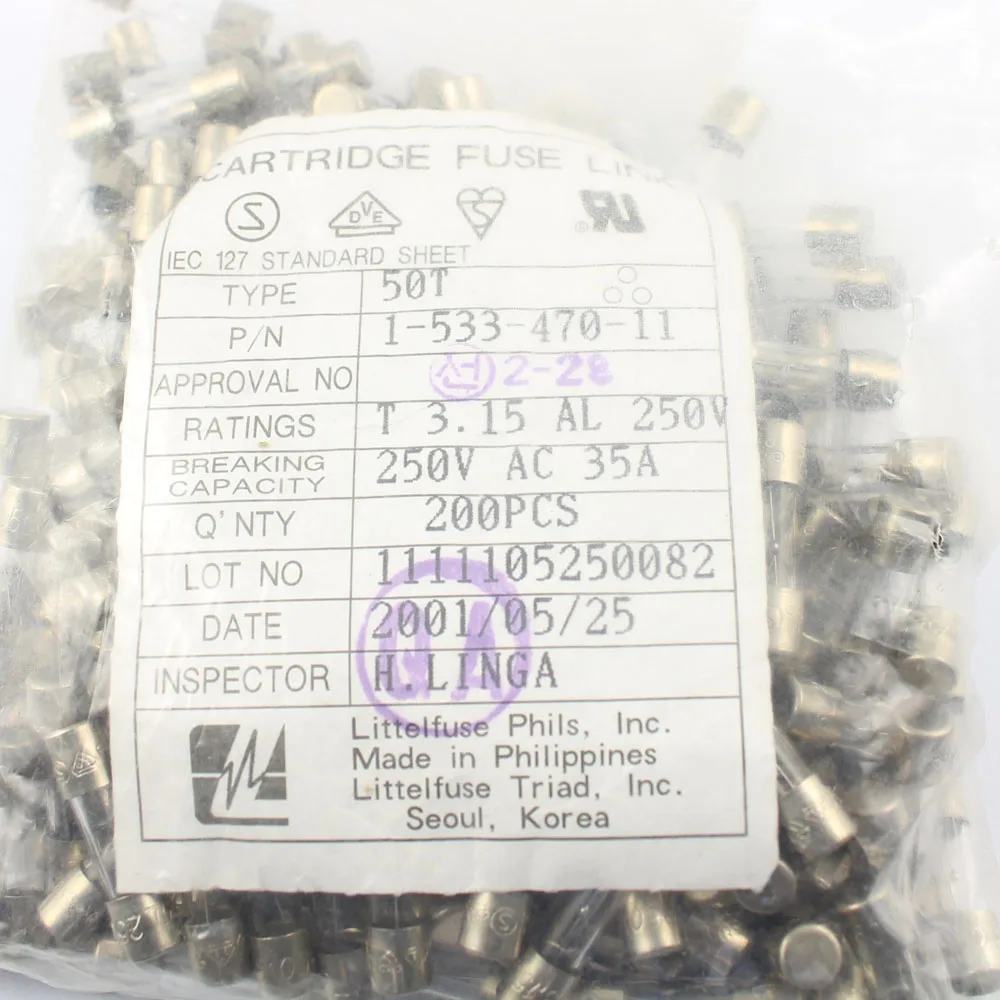 CARTRIDGE FUSE LINK
S VDE S ®
IEC 127 STANDARD SHEET
TYPE 50T
P/N 1-533-470-11
APPROVAL NO 2-28
RATINGS T 3.15 AL 250V
BREAKING CAPACITY 250V AC 35A
Q'NTY 200PCS
LOT NO 1111105250082
DATE 2001/05/25
QA
INSPECTOR H.LINGA
Littelfuse Phils, Inc.
Made in Philippines
Littelfuse Triad, Inc.
Seoul, Korea